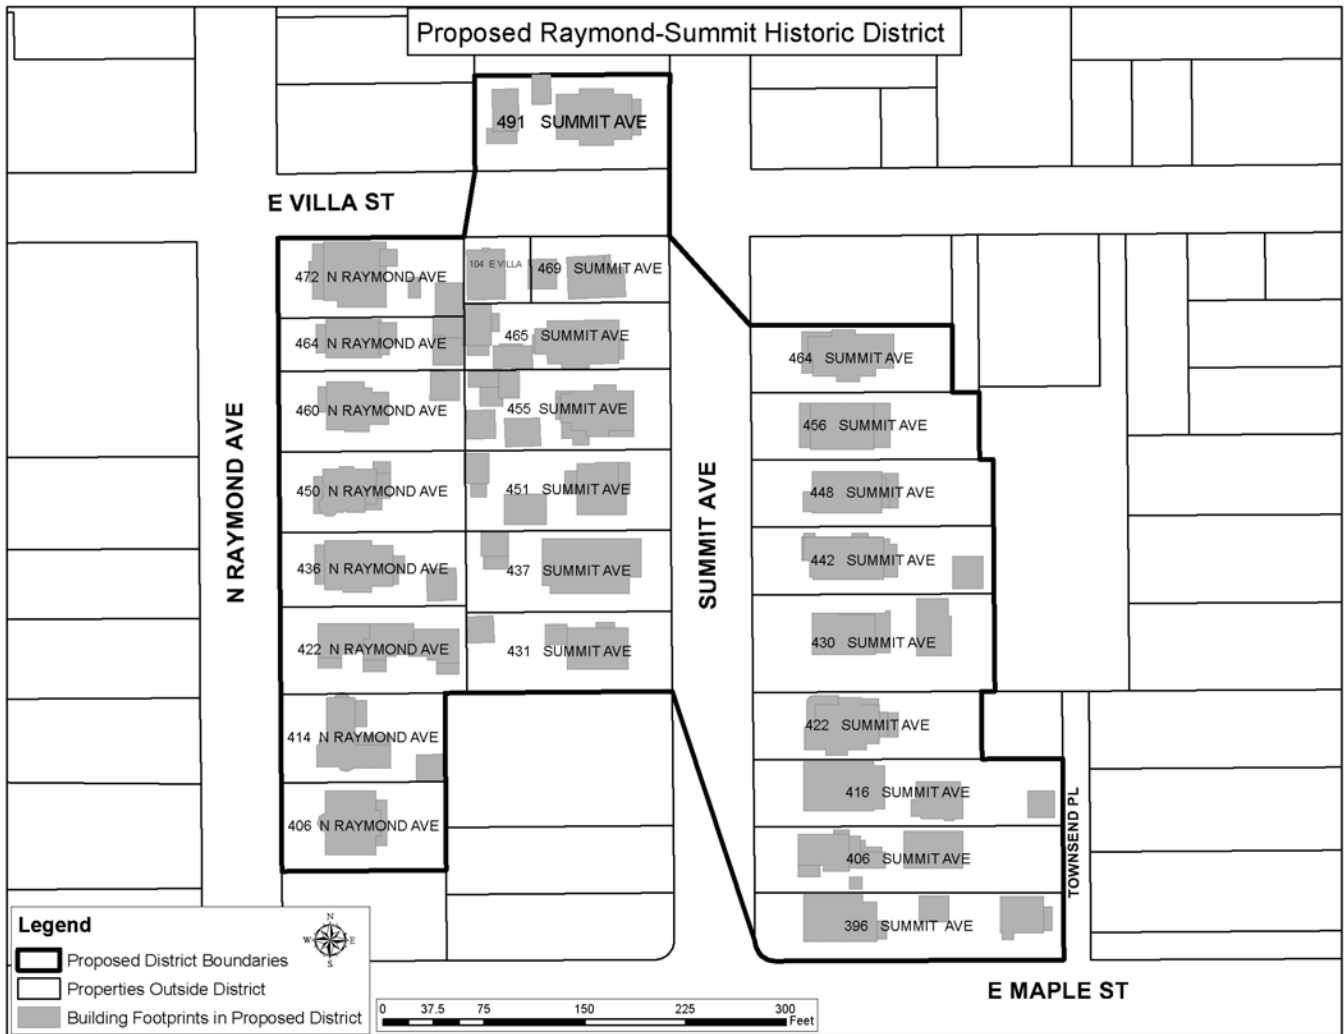 Proposed Raymond-Summit Historic District
491 SUMMIT AVE
E VILLA ST
472 N RAYMOND AVE
104 E VILLA
469 SUMMIT AVE
464 N RAYMOND AVE
465 SUMMIT AVE
464 SUMMIT AVE
460 N RAYMOND AVE
455 SUMMIT AVE
456 SUMMIT AVE
450 N RAYMOND AVE
451 SUMMIT AVE
448 SUMMIT AVE
N RAYMOND AVE
SUMMIT AVE
436 N RAYMOND AVE
437 SUMMIT AVE
442 SUMMIT AVE
422 N RAYMOND AVE
431 SUMMIT AVE
430 SUMMIT AVE
414 N RAYMOND AVE
422 SUMMIT AVE
416 SUMMIT AVE
406 N RAYMOND AVE
406 SUMMIT AVE
TOWNSEND PL
396 SUMMIT AVE
E MAPLE ST
Legend
N
W E
S
Proposed District Boundaries
Properties Outside District
Building Footprints in Proposed District
0 37.5 75 150 225 300
Feet